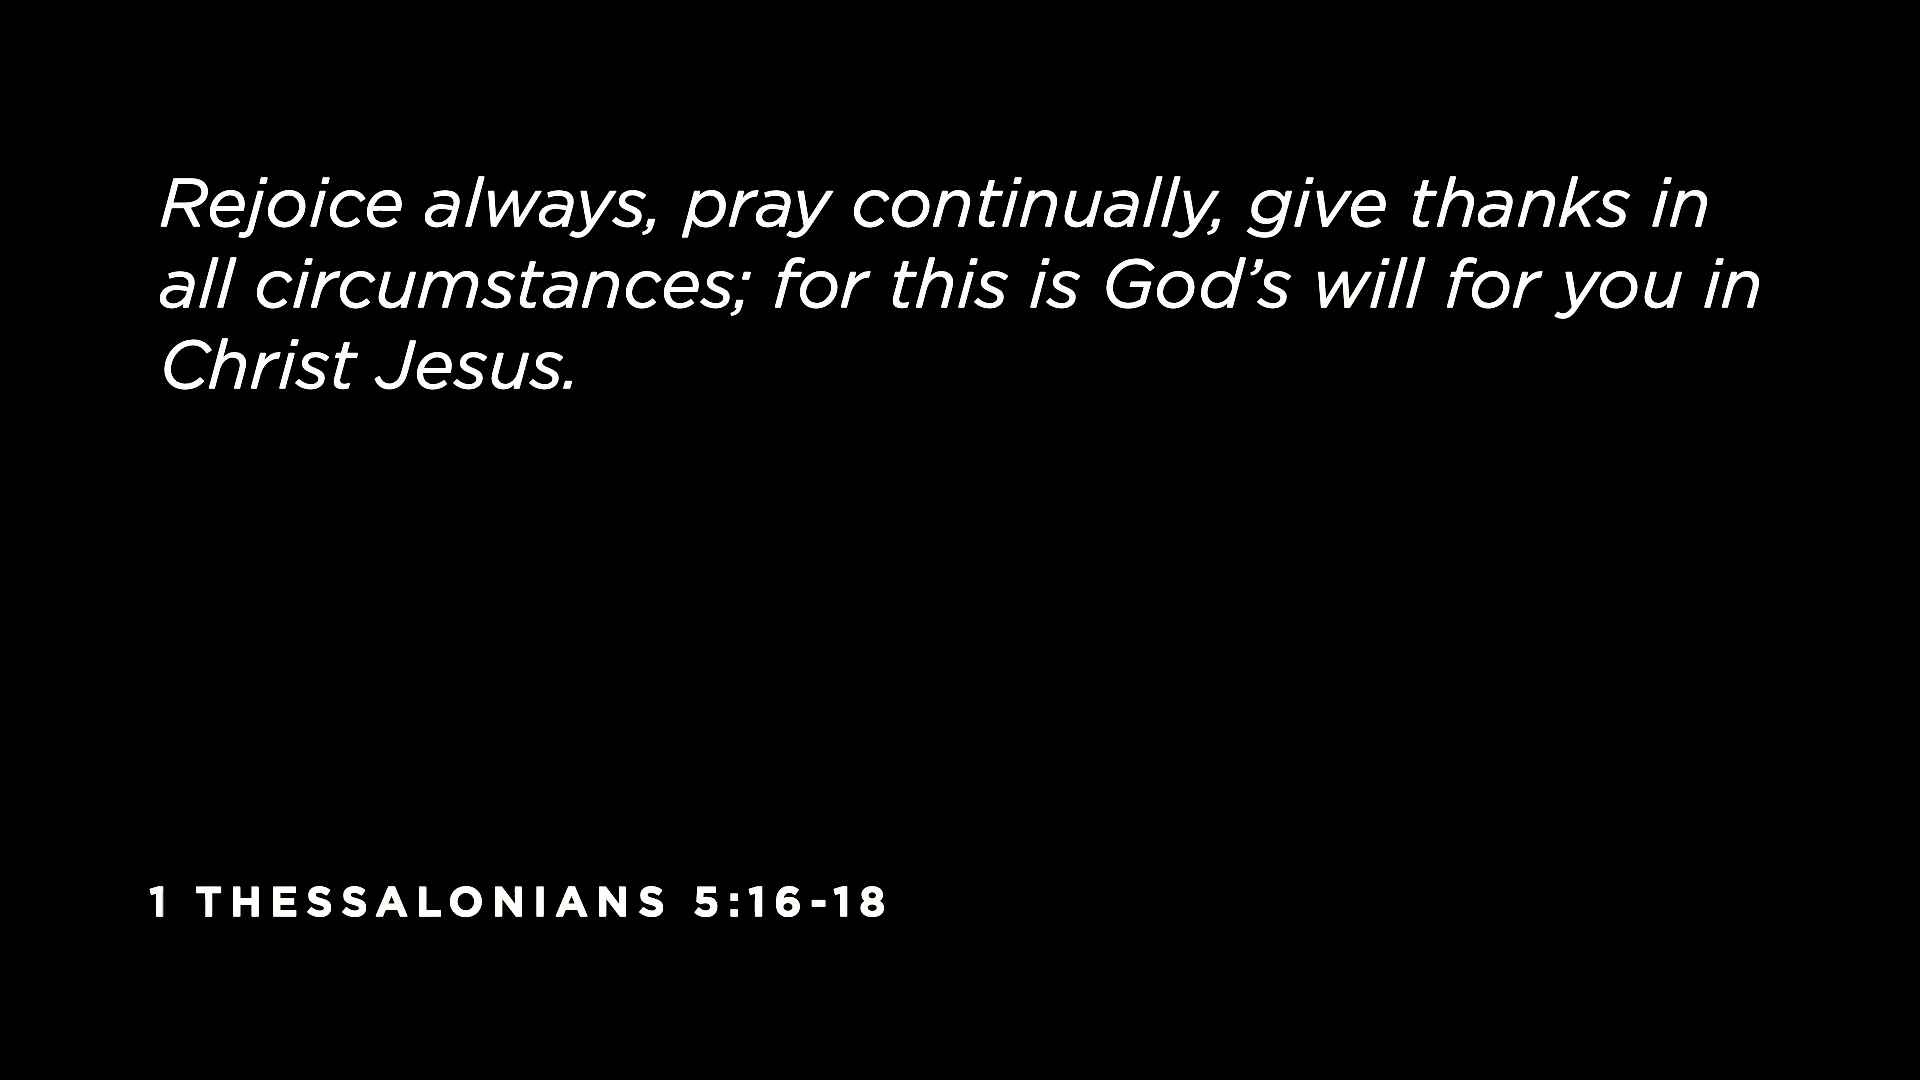 Rejoice always, pray continually, give thanks in
all circumstances; for this is God’s will for you in
Christ Jesus.
1 THESSALONIANS 5:16-18